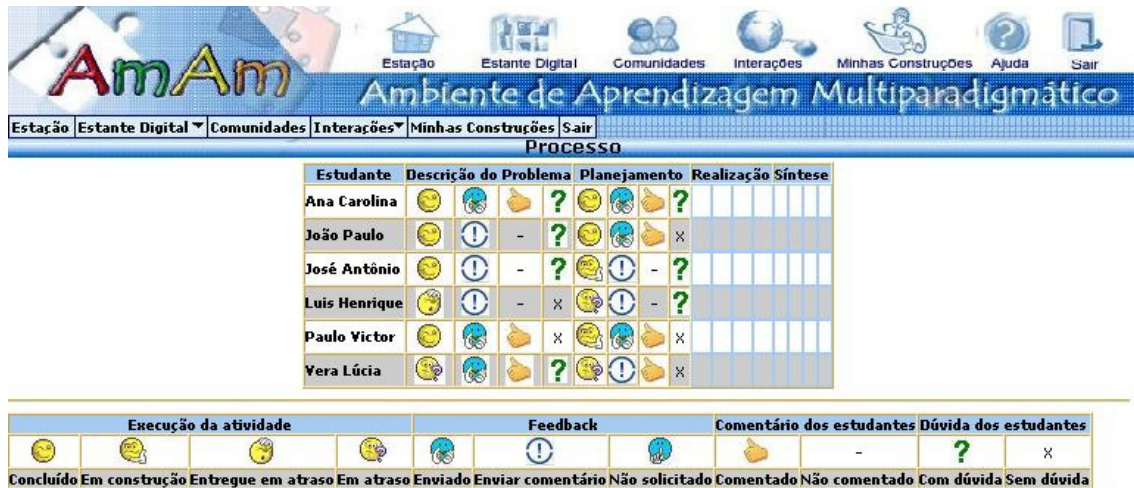 AmAm
Estação Estante Digital Comunidades Interações Minhas Construções Ajuda Sair
Ambiente de Aprendizagem Multiparadigmático
Estação Estante Digital Comunidades Interações Minhas Construções Sair
Processo
Estudante Descrição do Problema Planejamento Realização Síntese
Ana Carolina ? ?
João Paulo - ? x
José Antônio - ? - ?
Luis Henrique - x - ?
Paulo Victor x x
Vera Lúcia ? x
Execução da atividade Feedback Comentário dos estudantes Dúvida dos estudantes
- ? x
Concluído Em construção Entregue em atraso Em atraso Enviado Enviar comentário Não solicitado Comentado Não comentado Com dúvida Sem dúvida